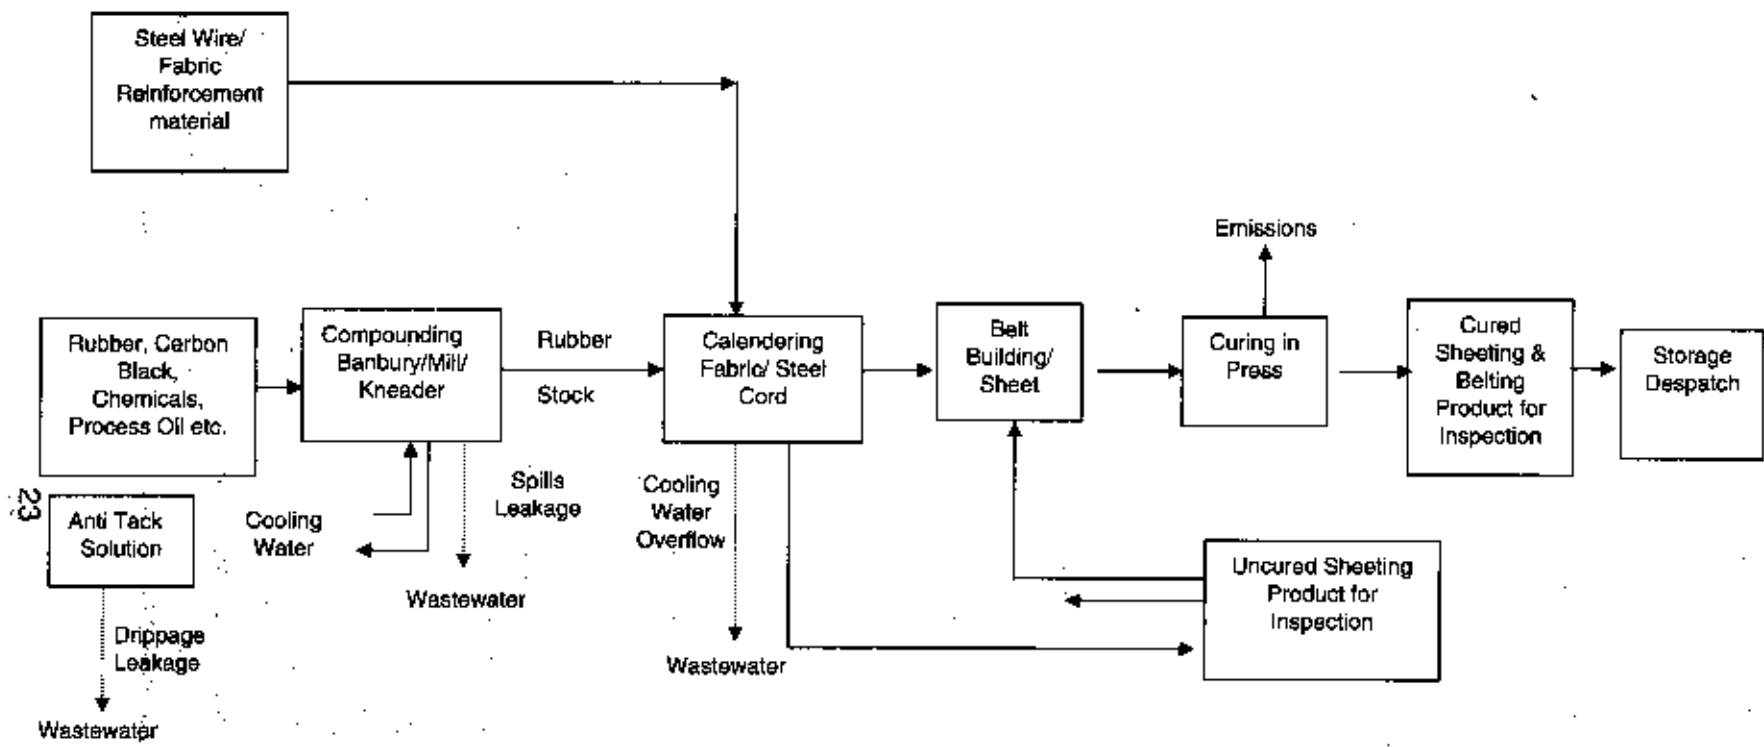 Steel Wire/
Fabric
Reinforcement
material
Emissions
Rubber, Carbon
Black,
Chemicals,
Process Oil etc.
Compounding
Banbury/Mill/
Kneader
Rubber
Stock
Calendering
Fabric/ Steel
Cord
Belt
Building/
Sheet
Curing in
Press
Cured
Sheeting &
Belting
Product for
Inspection
Storage
Despatch
23
Anti Tack
Solution
Cooling
Water
Spills
Leakage
Wastewater
Cooling
Water
Overflow
Wastewater
Uncured Sheeting
Product for
Inspection
Drippage
Leakage
Wastewater